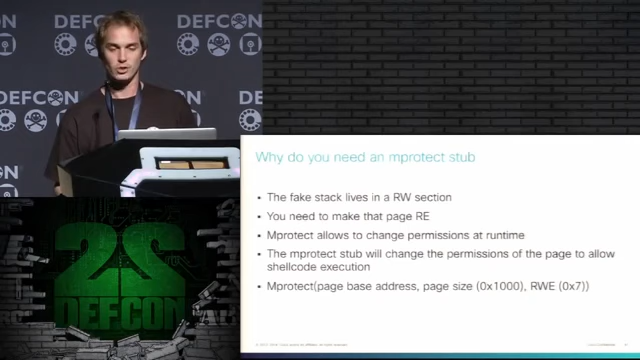 DEFCON
DEFCON
DEFCON
DEFCON
Why do you need an mprotect stub
• The fake stack lives in a RW section
• You need to make that page RE
• Mprotect allows to change permissions at runtime
• The mprotect stub will change the permissions of the page to allow
shellcode execution
• Mprotect(page base address, page size (0x1000), RWE (0x7))
DEFCON